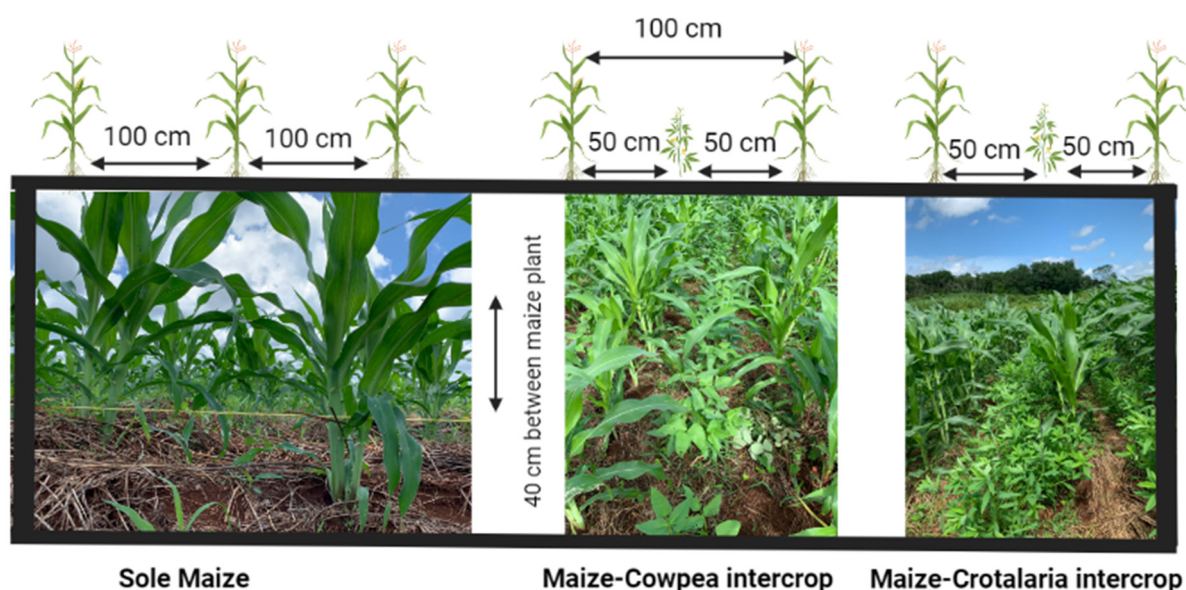 100 cm
100 cm
100 cm
50 cm
50 cm
50 cm
50 cm
40 cm between maize plant
Sole Maize
Maize-Cowpea intercrop
Maize-Crotalaria intercrop